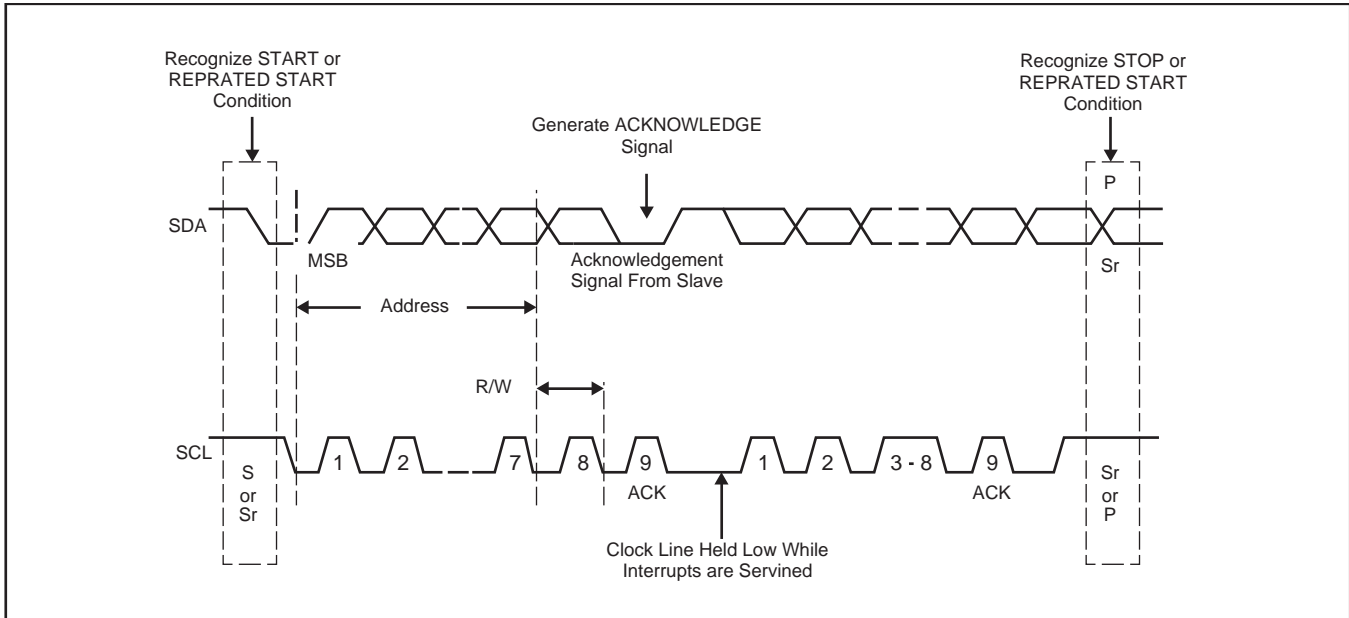 Recognize START or
REPRATED START
Condition
Recognize STOP or
REPRATED START
Condition
Generate ACKNOWLEDGE
Signal
P
SDA
MSB
Acknowledgement
Signal From Slave
Sr
Address
R/W
SCL
1
2
7
8
9
1
2
3 - 8
9
ACK
ACK
S
or
Sr
Sr
or
P
Clock Line Held Low While
Interrupts are Servined